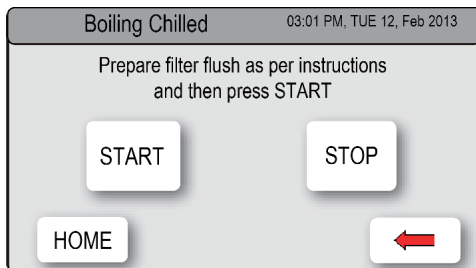 Boiling Chilled 03:01 PM, TUE 12, Feb 2013
Prepare filter flush as per instructions
and then press START
START STOP
HOME